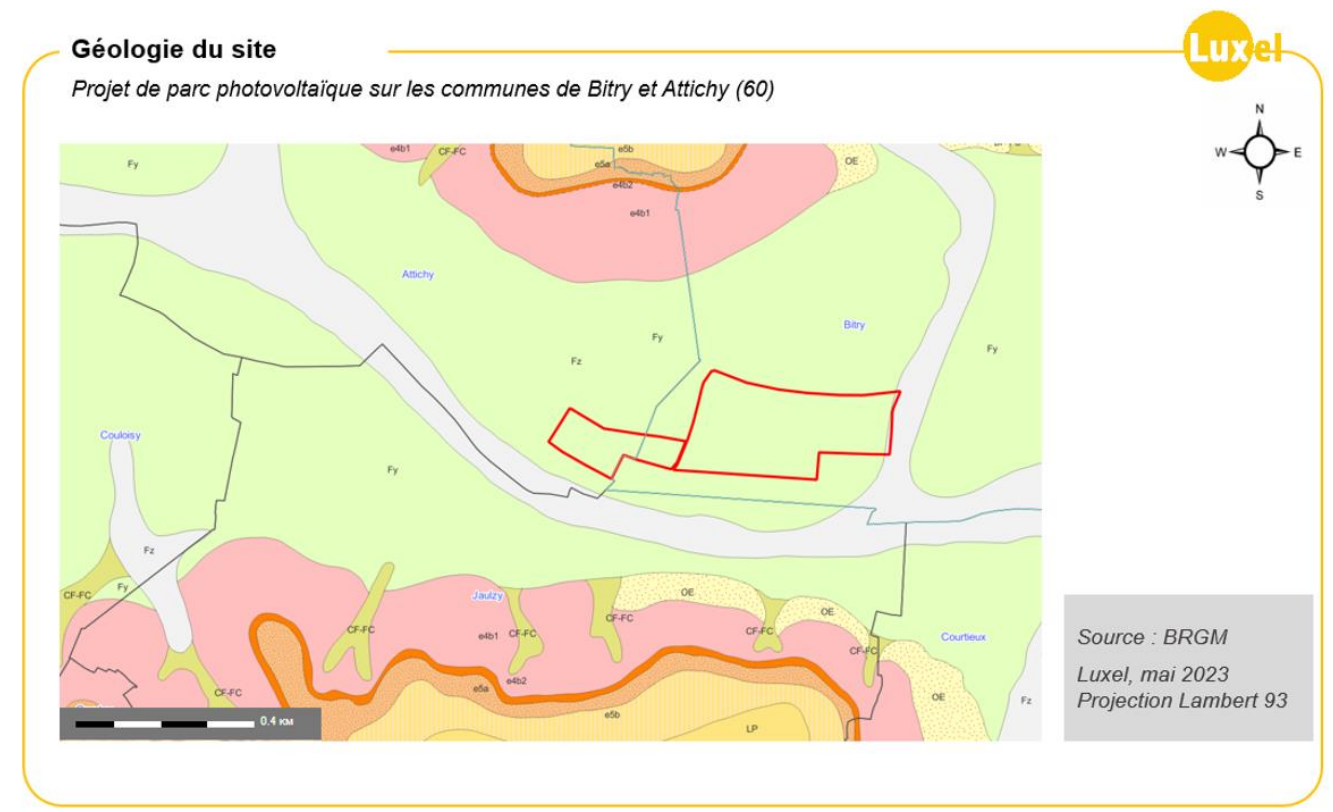 Géologie du site
Luxel
Projet de parc photovoltaïque sur les communes de Bitry et Attichy (60)
N
W E
S
Fy
e4b1
CF-FC
e5b
e5a
OE
e4b2
e4b1
Attichy
Bitry
Fy
Fy
Fz
Couloisy
Fy
Fz
Fy
CF-FC
Jaulzy
OE
OE
CF-FC
CF-FC
e4b1
CF-FC
CF-FC
Courtieux
CF-FC
e4b2
e5a
CF-FC
OE
Fz
e5b
LP
0.4 KM
Source : BRGM
Luxel, mai 2023
Projection Lambert 93